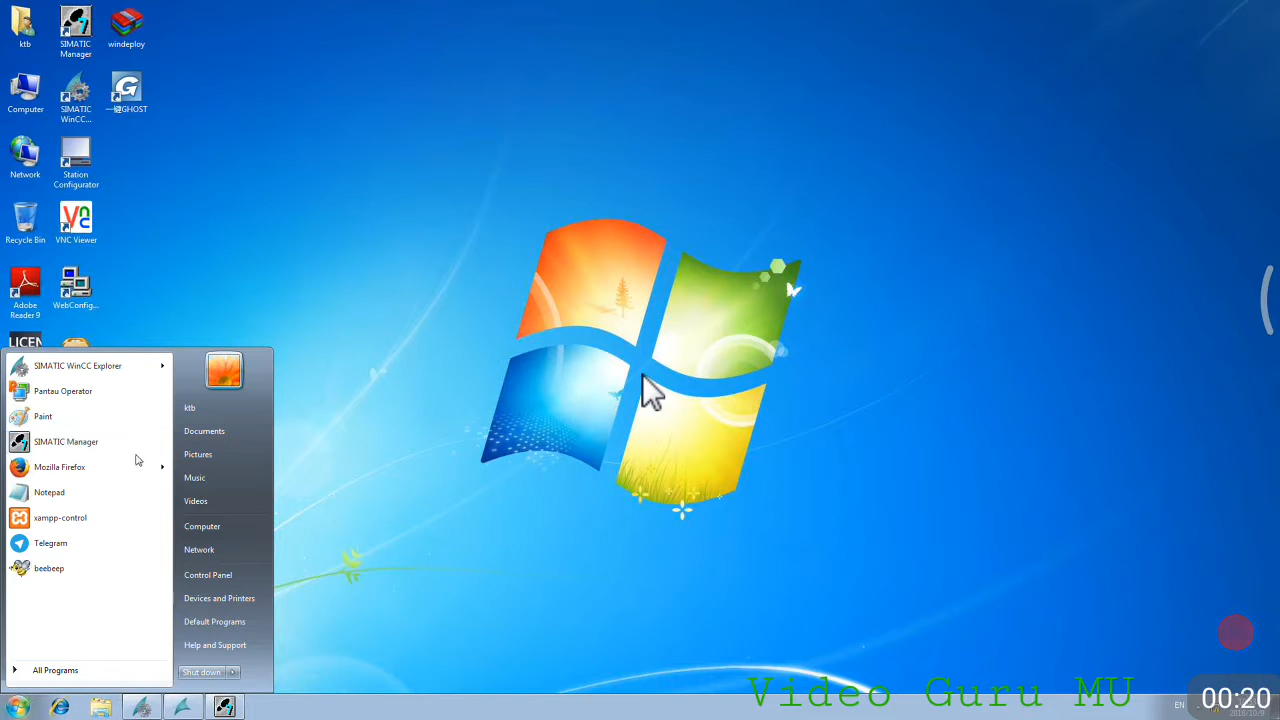 ktb
SIMATIC Manager
windeploy
Computer
SIMATIC WinCC...
一键GHOST
Network
Station Configurator
Recycle Bin
VNC Viewer
Adobe Reader 9
WebConfig...
SIMATIC WinCC Explorer
Pantau Operator
Paint
SIMATIC Manager
Mozilla Firefox
Notepad
xampp-control
Telegram
beebeep
All Programs
ktb
Documents
Pictures
Music
Videos
Computer
Network
Control Panel
Devices and Printers
Default Programs
Help and Support
Shut down
Video Guru MU
EN
00:20
2016/10/9